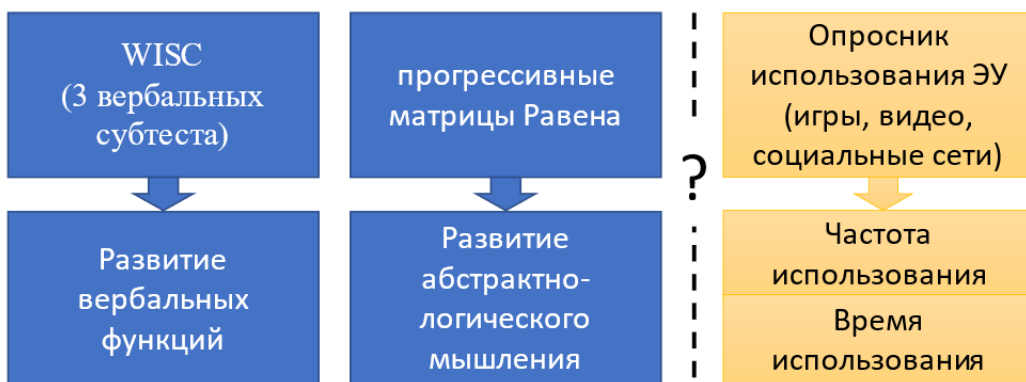 WISC
(3 вербальных
субтеста)
прогрессивные
матрицы Равена
Опросник
использования ЭУ
(игры, видео,
социальные сети)
?
Развитие
вербальных
функций
Развитие
абстрактно-
логического
мышления
Частота
использования
Время
использования